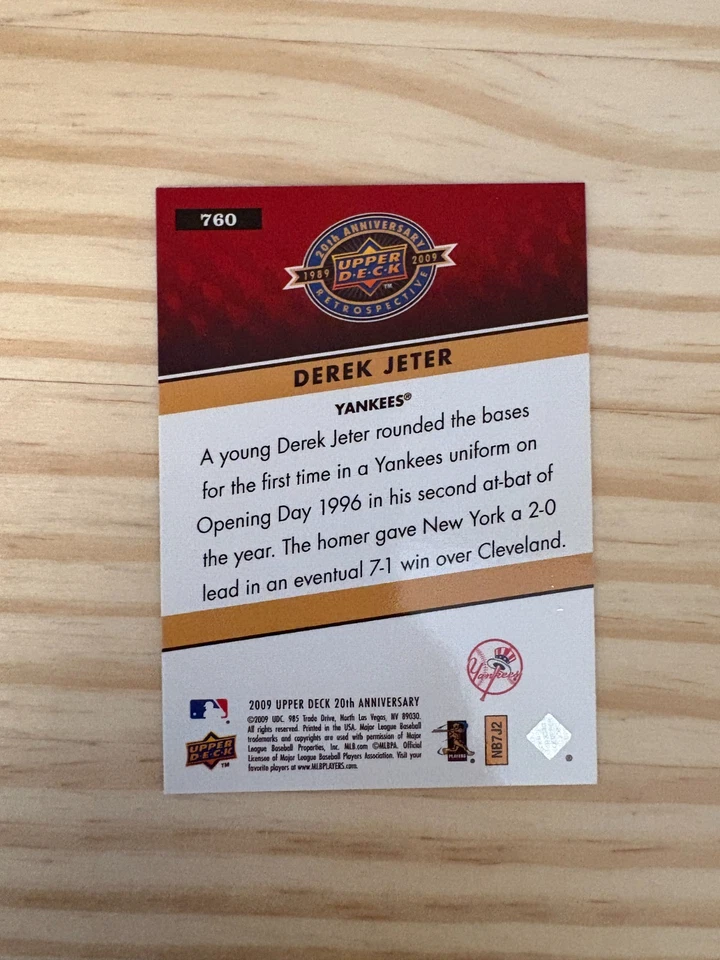 760
20th ANNIVERSARY
1989 UPPER 2009
D·E·C·K
™
RETROSPECTIVE
DEREK JETER
YANKEES®
A young Derek Jeter rounded the bases
for the first time in a Yankees uniform on
Opening Day 1996 in his second at-bat of
the year. The homer gave New York a 2-0
lead in an eventual 7-1 win over Cleveland.
Yankees
2009 UPPER DECK 20th ANNIVERSARY
©2009 UDC. 985 Trade Drive, North Las Vegas, NV 89030.
All rights reserved. Printed in the USA. Major League Baseball
trademarks and copyrights are used with permission of Major
League Baseball Properties, Inc. MLB.com ©MLBPA. Official
Licensee of Major League Baseball Players Association. Visit your
favorite players at www.MLBPLAYERS.com.
UPPER
D·E·C·K
™
PLAYERS
NB7J2
®